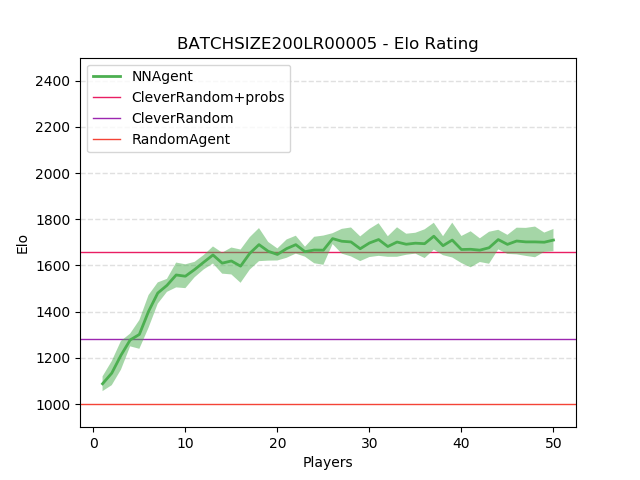 BATCHSIZE200LR00005 - Elo Rating
NNAgent
CleverRandom+probs
CleverRandom
RandomAgent
2400
2200
2000
1800
1600
1400
1200
1000
Elo
0 10 20 30 40 50
Players